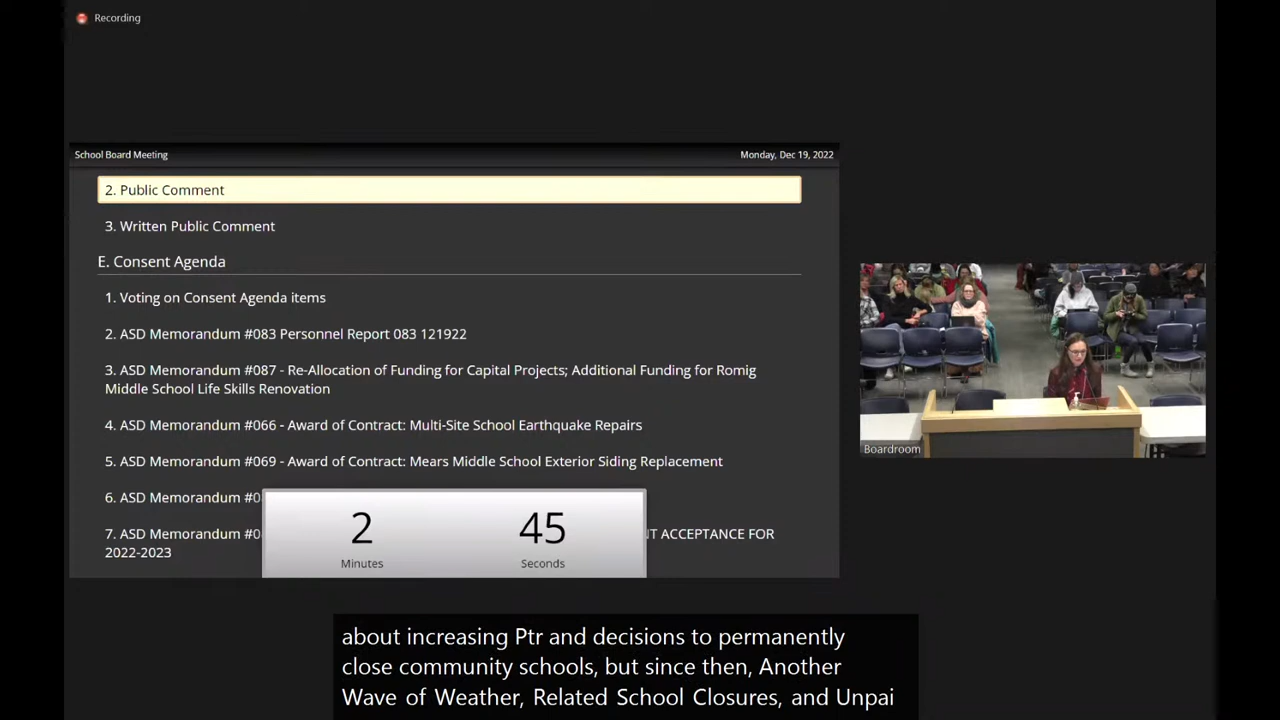 Recording
School Board Meeting
Monday, Dec 19, 2022
2. Public Comment
3. Written Public Comment
E. Consent Agenda
1. Voting on Consent Agenda items
2. ASD Memorandum #083 Personnel Report 083 121922
3. ASD Memorandum #087 - Re-Allocation of Funding for Capital Projects; Additional Funding for Romig
Middle School Life Skills Renovation
4. ASD Memorandum #066 - Award of Contract: Multi-Site School Earthquake Repairs
5. ASD Memorandum #069 - Award of Contract: Mears Middle School Exterior Siding Replacement
6. ASD Memorandum
7. ASD Memorandum ACCEPTANCE FOR
2022-2023
2 45
Minutes Seconds
Boardroom
about increasing Ptr and decisions to permanently
close community schools, but since then, Another
Wave of Weather, Related School Closures, and Unpai